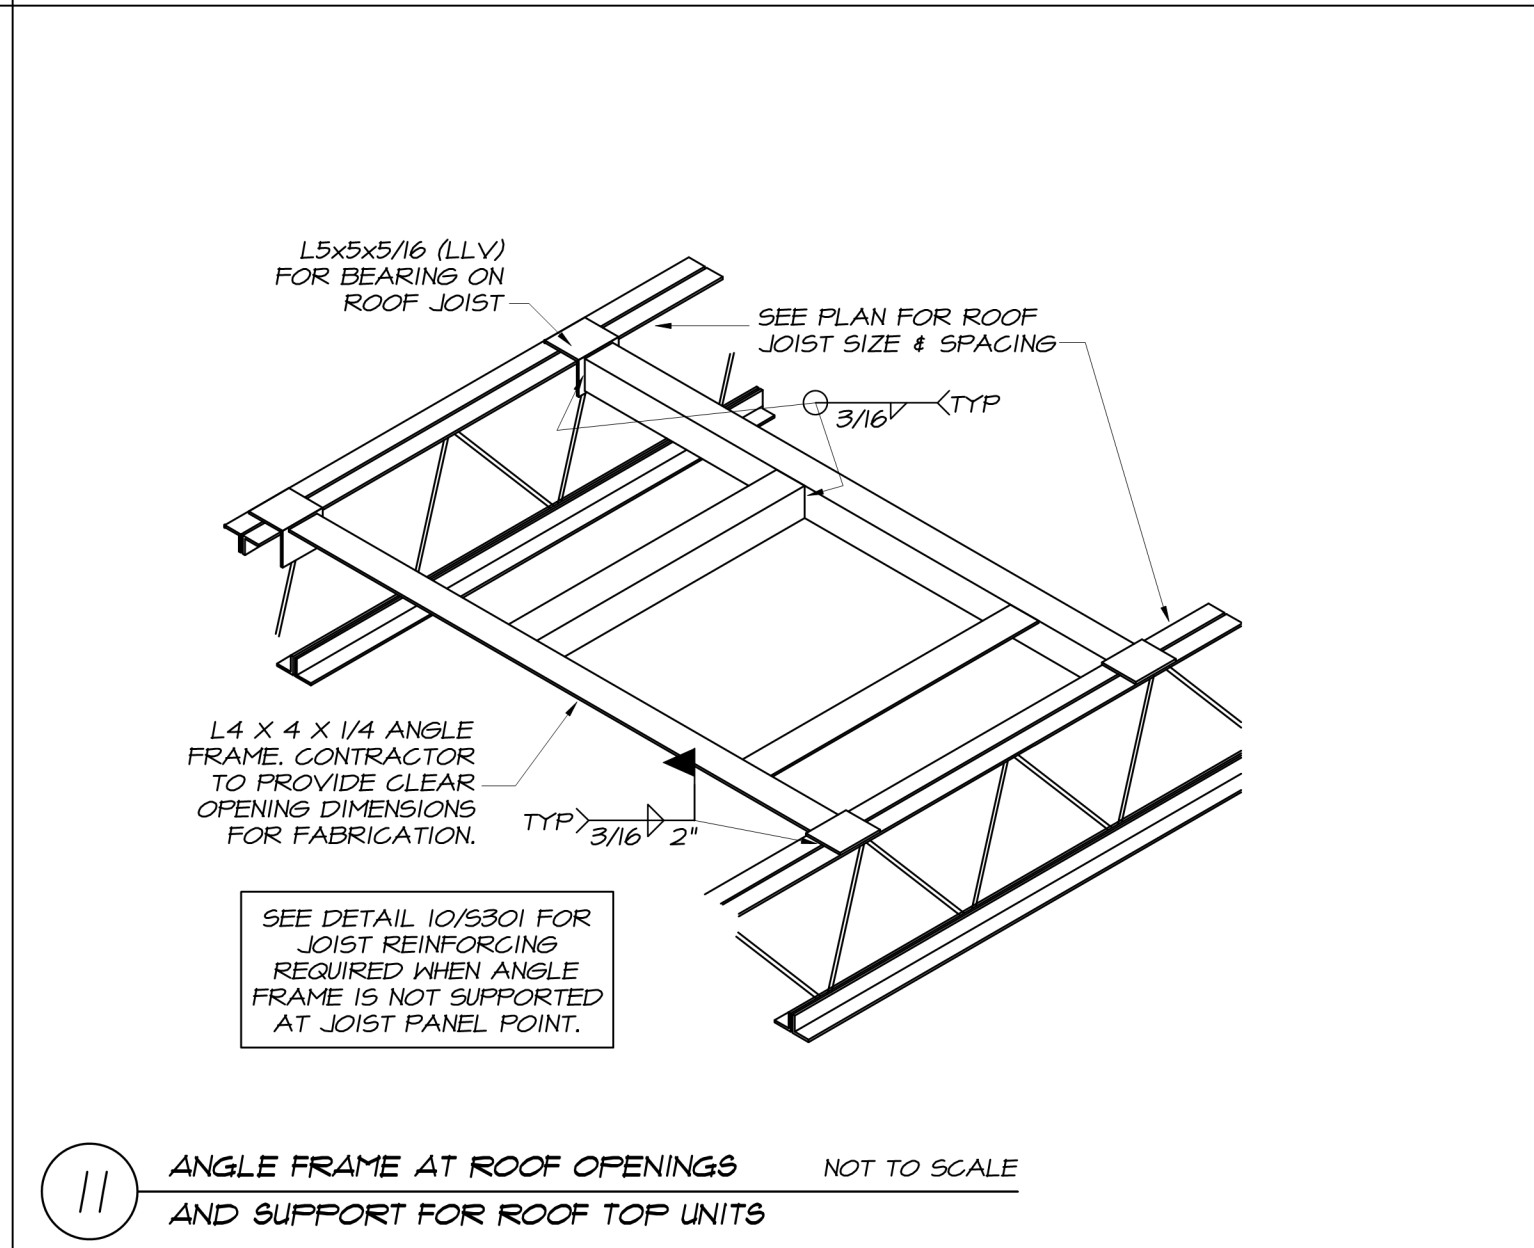 L5x5x5/16 (LLV)
FOR BEARING ON
ROOF JOIST
SEE PLAN FOR ROOF
JOIST SIZE & SPACING
3/16
TYP
L4 X 4 X 1/4 ANGLE
FRAME. CONTRACTOR
TO PROVIDE CLEAR
OPENING DIMENSIONS
FOR FABRICATION.
TYP
3/16 2"
SEE DETAIL 10/S301 FOR
JOIST REINFORCING
REQUIRED WHEN ANGLE
FRAME IS NOT SUPPORTED
AT JOIST PANEL POINT.
11
ANGLE FRAME AT ROOF OPENINGS NOT TO SCALE
AND SUPPORT FOR ROOF TOP UNITS